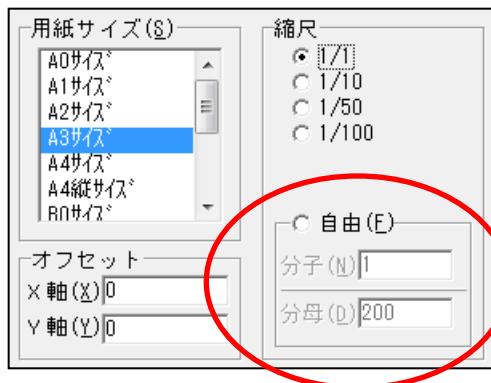 用紙サイズ(S)
A0サイズ
A1サイズ
A2サイズ
A3サイズ
A4サイズ
A4縦サイズ
B0サイズ
オフセット
X 軸(X) 0
Y 軸(Y) 0
縮尺
1/1
1/10
1/50
1/100
自由(F)
分子(N) 1
分母(D) 200